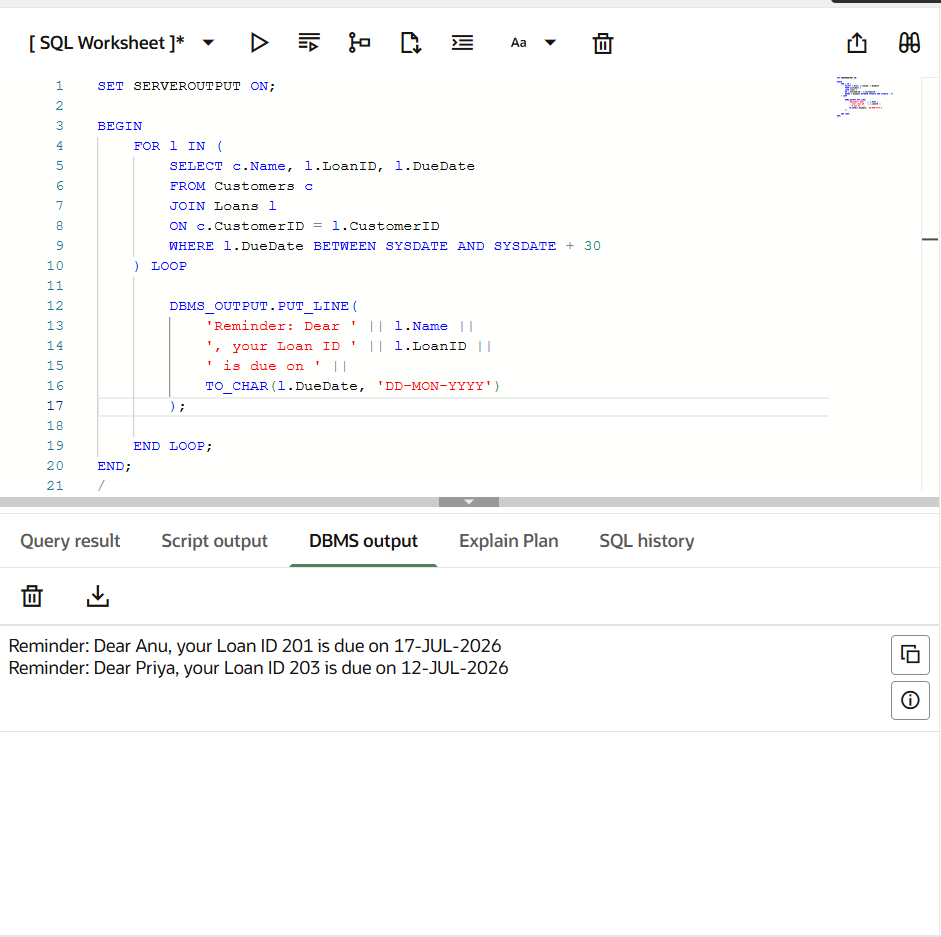 [ SQL Worksheet ]*
Aa
1 SET SERVEROUTPUT ON;
2
3 BEGIN
4 FOR l IN (
5 SELECT c.Name, l.LoanID, l.DueDate
6 FROM Customers c
7 JOIN Loans l
8 ON c.CustomerID = l.CustomerID
9 WHERE l.DueDate BETWEEN SYSDATE AND SYSDATE + 30
10 ) LOOP
11
12 DBMS_OUTPUT.PUT_LINE(
13 'Reminder: Dear ' || l.Name ||
14 ', your Loan ID ' || l.LoanID ||
15 ' is due on ' ||
16 TO_CHAR(l.DueDate, 'DD-MON-YYYY')
17 );
18
19 END LOOP;
20 END;
21 /
Query result Script output DBMS output Explain Plan SQL history
Reminder: Dear Anu, your Loan ID 201 is due on 17-JUL-2026
Reminder: Dear Priya, your Loan ID 203 is due on 12-JUL-2026